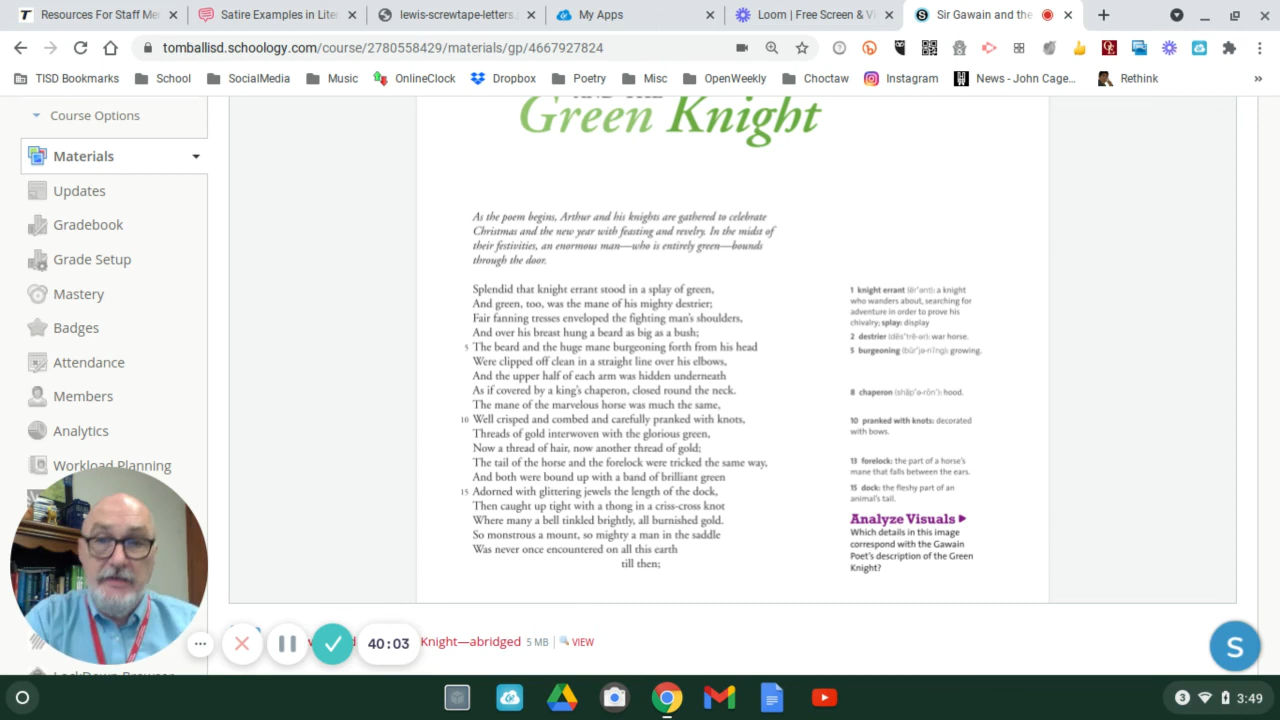 Resources For Staff Me
Satire Examples in Lite
lewis-screwtape-letters.
My Apps
Loom | Free Screen & Vi
Sir Gawain and the
tomballisd.schoology.com/course/2780558429/materials/gp/4667927824
TISD Bookmarks
School
SocialMedia
Music
OnlineClock
Dropbox
Poetry
Misc
OpenWeekly
Choctaw
Instagram
News - John Cage...
Rethink
»
Course Options
Materials
Updates
Gradebook
Grade Setup
Mastery
Badges
Attendance
Members
Analytics
Workload Planning
AND THE
Green Knight
As the poem begins, Arthur and his knights are gathered to celebrate
Christmas and the new year with feasting and revelry. In the midst of
their festivities, an enormous man—who is entirely green—bounds
through the door.
Splendid that knight errant stood in a splay of green,
And green, too, was the mane of his mighty destrier;
Fair fanning tresses enveloped the fighting man's shoulders,
And over his breast hung a beard as big as a bush;
5 The beard and the huge mane burgeoning forth from his head
Were clipped off clean in a straight line over his elbows,
And the upper half of each arm was hidden underneath
As if covered by a king's chaperon, closed round the neck.
The mane of the marvelous horse was much the same,
10 Well crisped and combed and carefully pranked with knots,
Threads of gold interwoven with the glorious green,
Now a thread of hair, now another thread of gold;
The tail of the horse and the forelock were tricked the same way,
And both were bound up with a band of brilliant green
15 Adorned with glittering jewels the length of the dock,
Then caught up tight with a thong in a criss-cross knot
Where many a bell tinkled brightly, all burnished gold.
So monstrous a mount, so mighty a man in the saddle
Was never once encountered on all this earth
till then;
1 knight errant (ĕr'ənt): a knight
who wanders about, searching for
adventure in order to prove his
chivalry; splay: display
2 destrier (dĕs'trē-ər): war horse.
5 burgeoning (bûr'jə-nĭng): growing.
8 chaperon (shăp'ə-rōn'): hood.
10 pranked with knots: decorated
with bows.
13 forelock: the part of a horse's
mane that falls between the ears.
15 dock: the fleshy part of an
animal's tail.
Analyze Visuals
Which details in this image
correspond with the Gawain
Poet's description of the Green
Knight?
Knight—abridged 5 MB VIEW
40:03
S
LockDown Browser
3 3:49